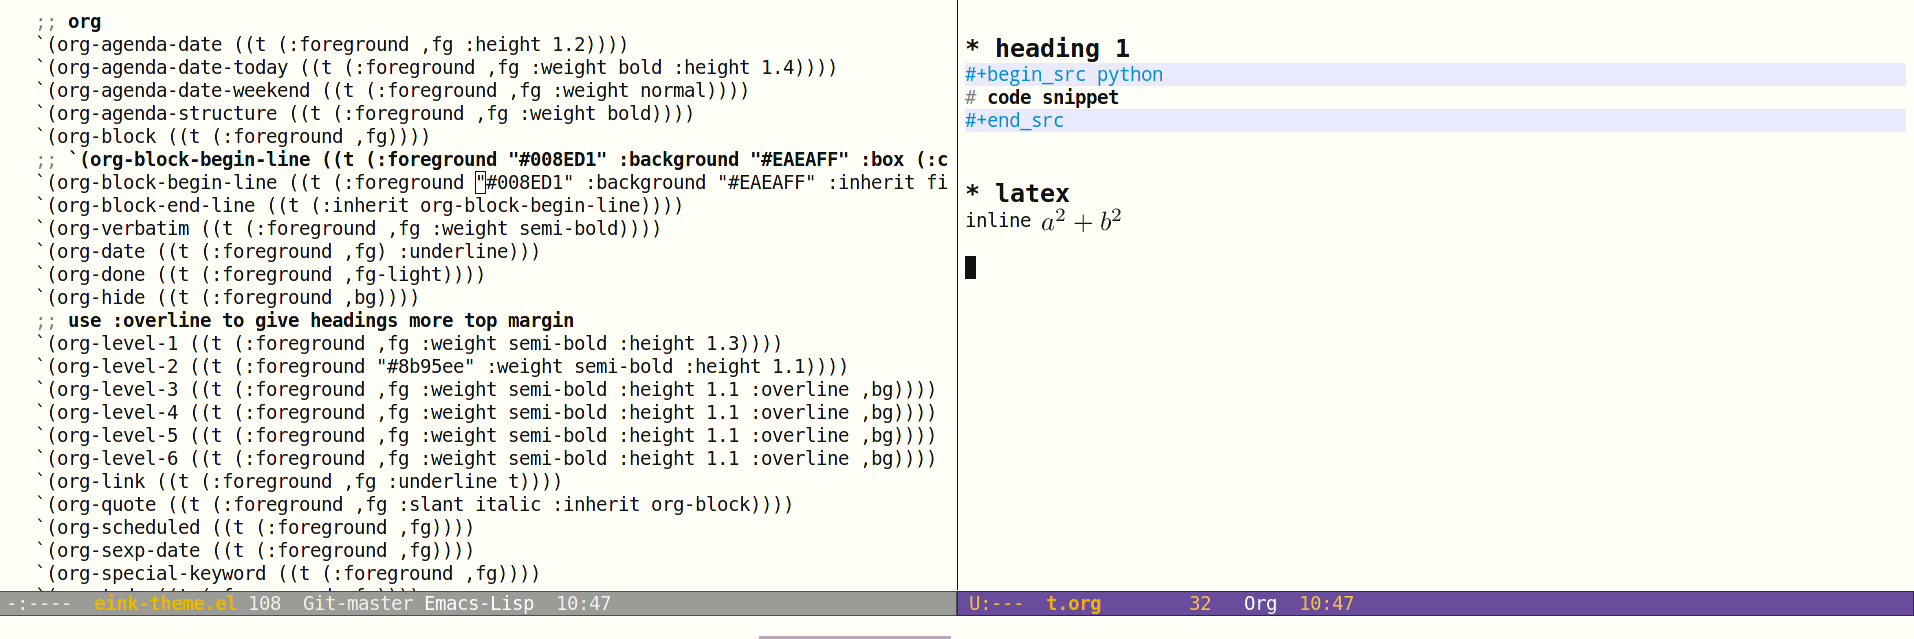 ;; org
`(org-agenda-date ((t (:foreground ,fg :height 1.2))))
`(org-agenda-date-today ((t (:foreground ,fg :weight bold :height 1.4))))
`(org-agenda-date-weekend ((t (:foreground ,fg :weight normal))))
`(org-agenda-structure ((t (:foreground ,fg :weight bold))))
`(org-block ((t (:foreground ,fg))))
;; `(org-block-begin-line ((t (:foreground "#008ED1" :background "#EAEAFF" :box (:c
`(org-block-begin-line ((t (:foreground "#008ED1" :background "#EAEAFF" :inherit fi
`(org-block-end-line ((t (:inherit org-block-begin-line))))
`(org-verbatim ((t (:foreground ,fg :weight semi-bold))))
`(org-date ((t (:foreground ,fg) :underline)))
`(org-done ((t (:foreground ,fg-light))))
`(org-hide ((t (:foreground ,bg))))
;; use :overline to give headings more top margin
`(org-level-1 ((t (:foreground ,fg :weight semi-bold :height 1.3))))
`(org-level-2 ((t (:foreground "#8b95ee" :weight semi-bold :height 1.1))))
`(org-level-3 ((t (:foreground ,fg :weight semi-bold :height 1.1 :overline ,bg))))
`(org-level-4 ((t (:foreground ,fg :weight semi-bold :height 1.1 :overline ,bg))))
`(org-level-5 ((t (:foreground ,fg :weight semi-bold :height 1.1 :overline ,bg))))
`(org-level-6 ((t (:foreground ,fg :weight semi-bold :height 1.1 :overline ,bg))))
`(org-link ((t (:foreground ,fg :underline t))))
`(org-quote ((t (:foreground ,fg :slant italic :inherit org-block))))
`(org-scheduled ((t (:foreground ,fg))))
`(org-sexp-date ((t (:foreground ,fg))))
`(org-special-keyword ((t (:foreground ,fg))))
-:---- eink-theme.el 108 Git-master Emacs-Lisp 10:47
* heading 1
#+begin_src python
# code snippet
#+end_src
* latex
inline a² + b²
U:--- t.org 32 Org 10:47